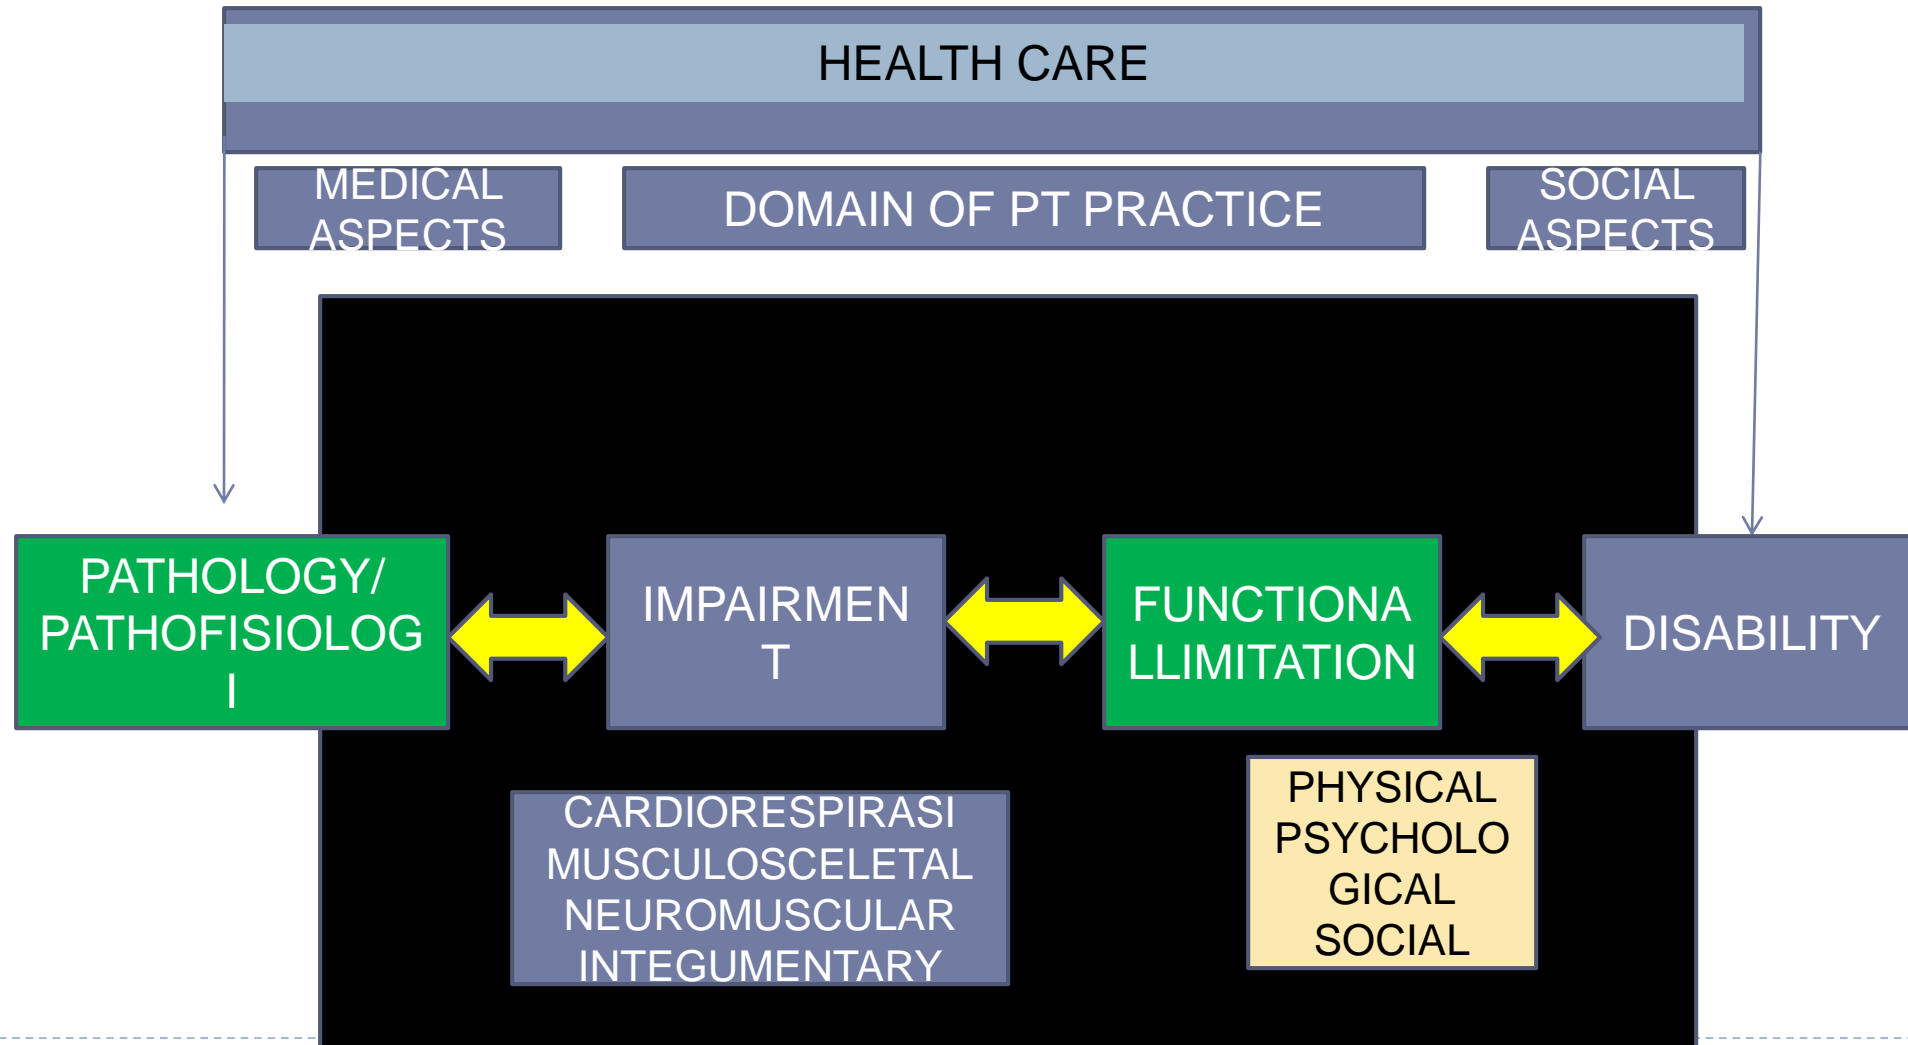 HEALTH CARE
MEDICAL
ASPECTS
DOMAIN OF PT PRACTICE
SOCIAL
ASPECTS
PATHOLOGY/
PATHOFISIOLOG
I
IMPAIRMEN
T
FUNCTIONA
LLIMITATION
DISABILITY
CARDIORESPIRASI
MUSCULOSCELETAL
NEUROMUSCULAR
INTEGUMENTARY
PHYSICAL
PSYCHOLO
GICAL
SOCIAL